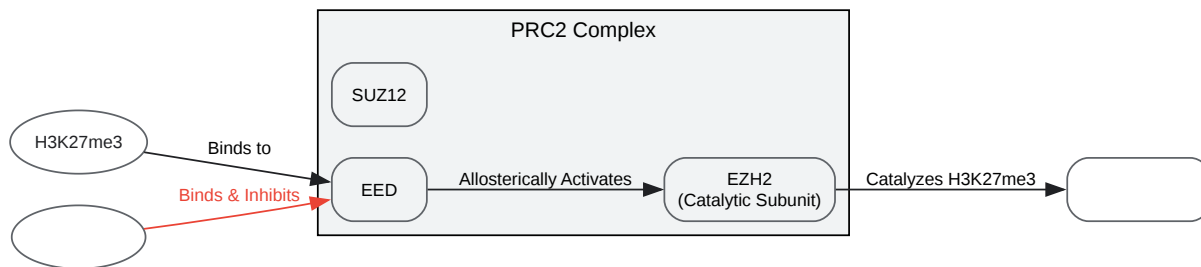 PRC2 Complex
SUZ12
H3K27me3
Binds to
Binds & Inhibits
EED
Allosterically Activates
EZH2
(Catalytic Subunit)
Catalyzes H3K27me3